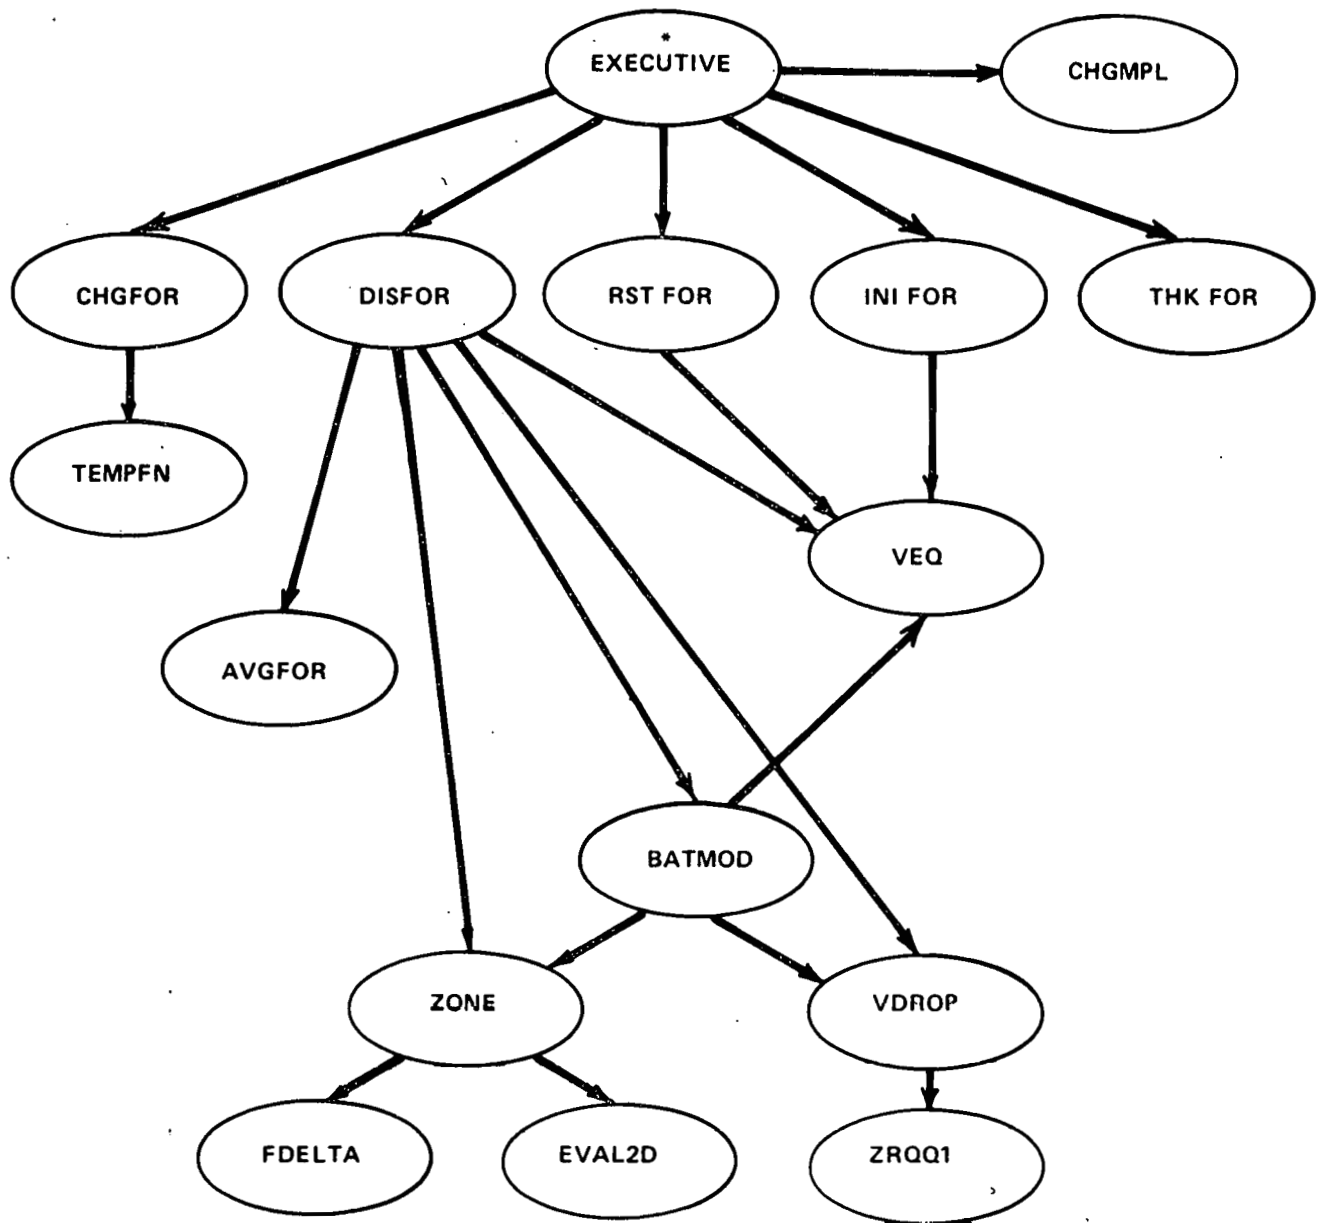 *
EXECUTIVE
CHGMPL
CHGFOR
DISFOR
RST FOR
INI FOR
THK FOR
TEMPFN
VEQ
AVGFOR
BATMOD
ZONE
VDROP
FDELTA
EVAL2D
ZRQQ1